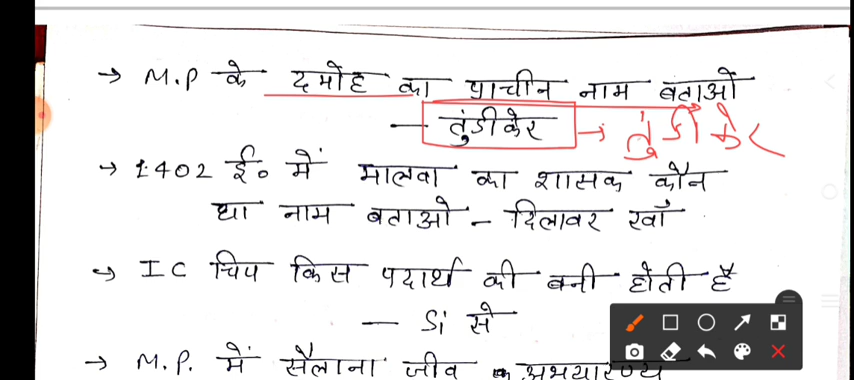 → M.P के दमोह का प्राचीन नाम बताओ
— तुंडीकेर → तुंडीकेर
→ 1402 ई० में मालवा का शासक कौन
था नाम बताओ – दिलावर खाँ
→ IC चिप किस पदार्थ की बनी होती है
— Si से
→ M.P. में सैलाना जीव अभयारण्य